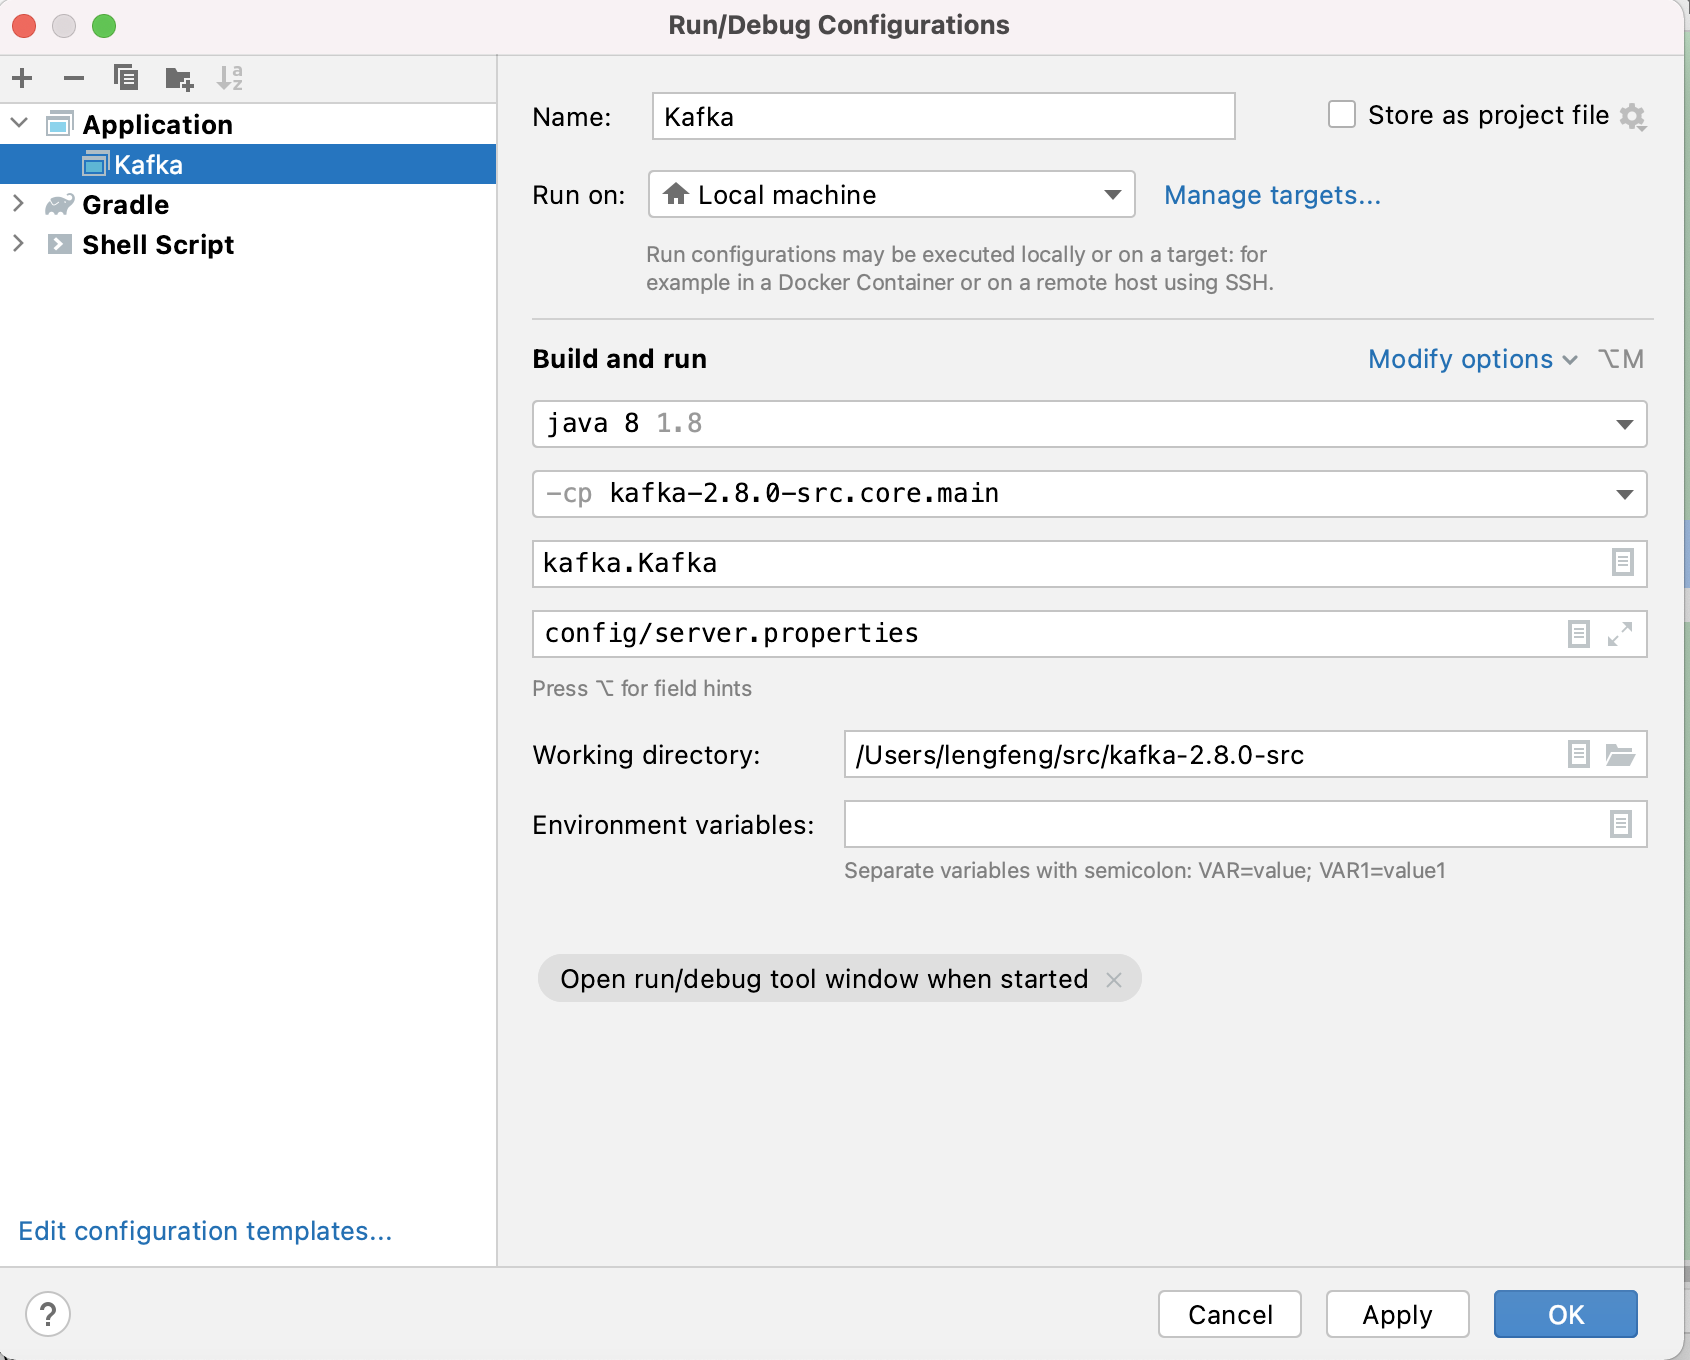 Run/Debug Configurations
Application
Kafka
Gradle
Shell Script
Edit configuration templates...
Name: Kafka
Store as project file
Run on: Local machine
Manage targets...
Run configurations may be executed locally or on a target: for
example in a Docker Container or on a remote host using SSH.
Build and run
Modify options ⌥M
java 8 1.8
-cp kafka-2.8.0-src.core.main
kafka.Kafka
config/server.properties
Press ⌥ for field hints
Working directory: /Users/lengfeng/src/kafka-2.8.0-src
Environment variables:
Separate variables with semicolon: VAR=value; VAR1=value1
Open run/debug tool window when started ×
? Cancel Apply OK